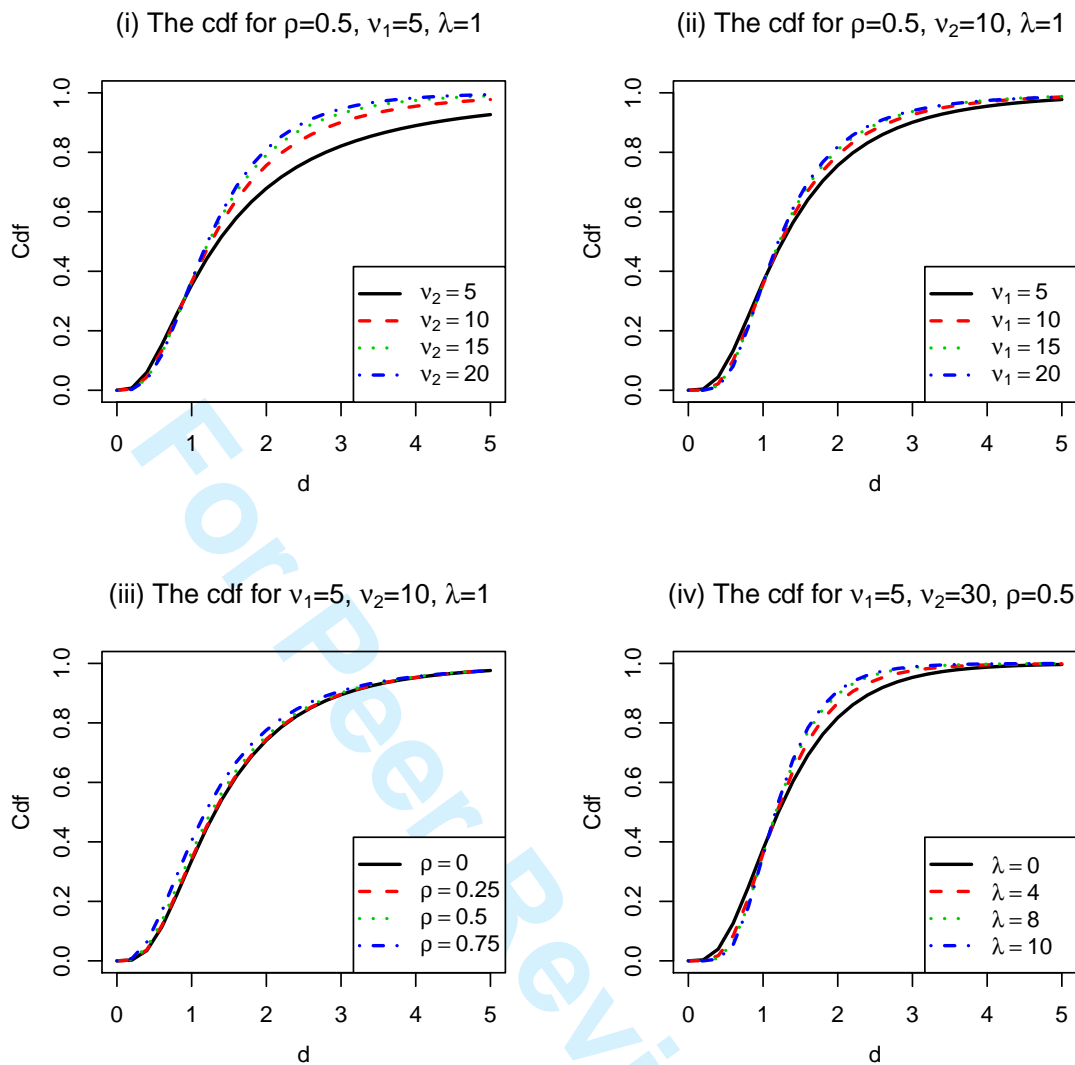 (i) The cdf for ρ=0.5, ν₁=5, λ=1
Cdf
0.0 0.2 0.4 0.6 0.8 1.0
ν₂ = 5
ν₂ = 10
ν₂ = 15
ν₂ = 20
0 1 2 3 4 5
d
(ii) The cdf for ρ=0.5, ν₂=10, λ=1
Cdf
0.0 0.2 0.4 0.6 0.8 1.0
ν₁ = 5
ν₁ = 10
ν₁ = 15
ν₁ = 20
0 1 2 3 4 5
d
(iii) The cdf for ν₁=5, ν₂=10, λ=1
Cdf
0.0 0.2 0.4 0.6 0.8 1.0
ρ = 0
ρ = 0.25
ρ = 0.5
ρ = 0.75
0 1 2 3 4 5
d
(iv) The cdf for ν₁=5, ν₂=30, ρ=0.5
Cdf
0.0 0.2 0.4 0.6 0.8 1.0
λ = 0
λ = 4
λ = 8
λ = 10
0 1 2 3 4 5
d
For Peer Revi